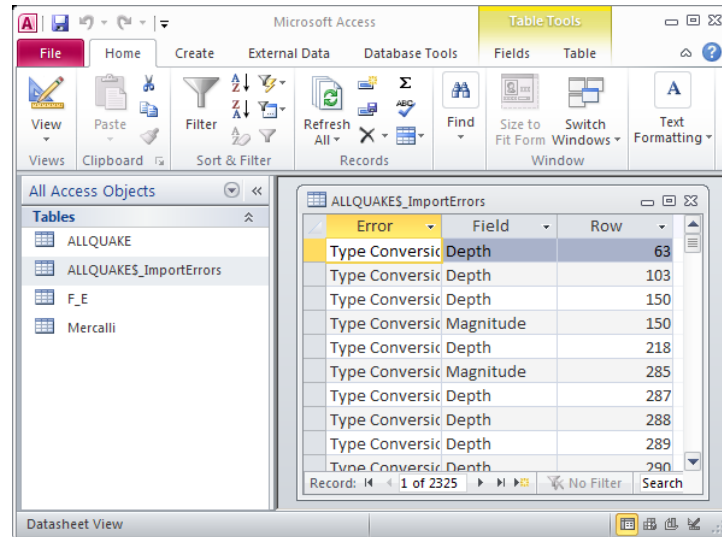 Microsoft Access
Table Tools
File Home Create External Data Database Tools Fields Table
View Paste Filter Refresh All Find Size to Fit Form Switch Windows Text Formatting
Views Clipboard Sort & Filter Records Window
All Access Objects
Tables
ALLQUAKE
ALLQUAKE$_ImportErrors
F_E
Mercalli
ALLQUAKE$_ImportErrors
Error Field Row
Type Conversic Depth 63
Type Conversic Depth 103
Type Conversic Depth 150
Type Conversic Magnitude 150
Type Conversic Depth 218
Type Conversic Magnitude 285
Type Conversic Depth 287
Type Conversic Depth 288
Type Conversic Depth 289
Type Conversic Depth 290
Record: 1 of 2325 No Filter Search
Datasheet View